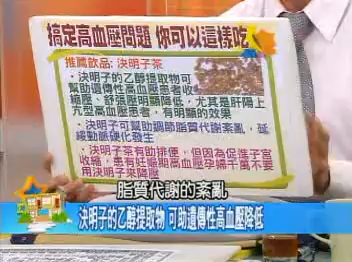 搞定高血壓問題 你可以這樣吃
推薦飲品: 決明子茶
・決明子的乙醇提取物可
幫助遺傳性高血壓患者收
縮壓、舒張壓明顯降低，尤其是肝陽上
亢型高血壓患者，有明顯的效果
・決明子可幫助調節脂質代謝紊亂，延
緩動脈硬化發生
・決明子茶有助排便，但因為促進子宮
收縮，患有妊娠期高血壓孕婦千萬不要
用決明子來降壓
脂質代謝的紊亂
決明子的乙醇提取物 可助遺傳性高血壓降低